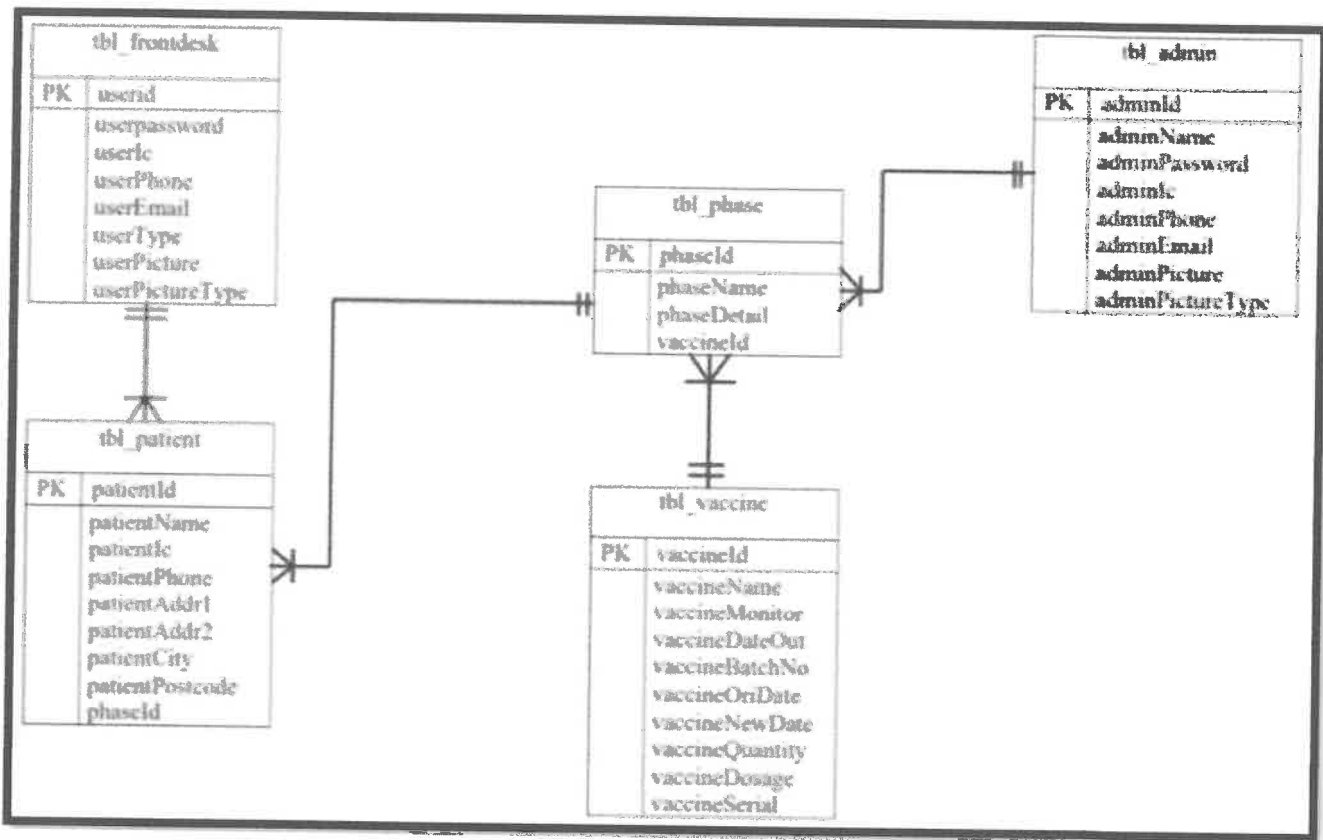 tbl_frontdesk
PK userid
userpassword
userIc
userPhone
userEmail
userType
userPicture
userPictureType
tbl_patient
PK patientId
patientName
patientIc
patientPhone
patientAddr1
patientAddr2
patientCity
patientPostcode
phaseId
tbl_phase
PK phaseId
phaseName
phaseDetail
vaccineId
tbl_vaccine
PK vaccineId
vaccineName
vaccineMonitor
vaccineDateOut
vaccineBatchNo
vaccineOriDate
vaccineNewDate
vaccineQuantity
vaccineDosage
vaccineSerial
tbl_admin
PK adminId
adminName
adminPassword
adminIc
adminPhone
adminEmail
adminPicture
adminPictureType